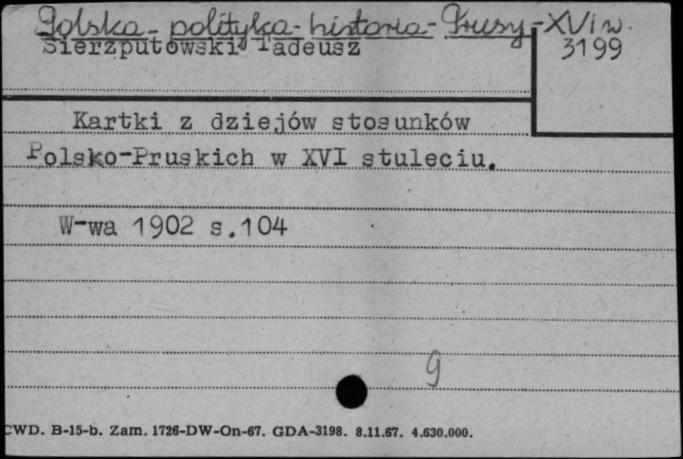 Polska - polityka - historia - Prusy - XVI w.
Sierzputowski Tadeusz
3199
Kartki z dziejów stosunków
Polsko-Pruskich w XVI stuleciu.
W-wa 1902 s.104
9
CWD. B-15-b. Zam. 1726-DW-On-67. GDA-3198. 8.11.67. 4.630.000.